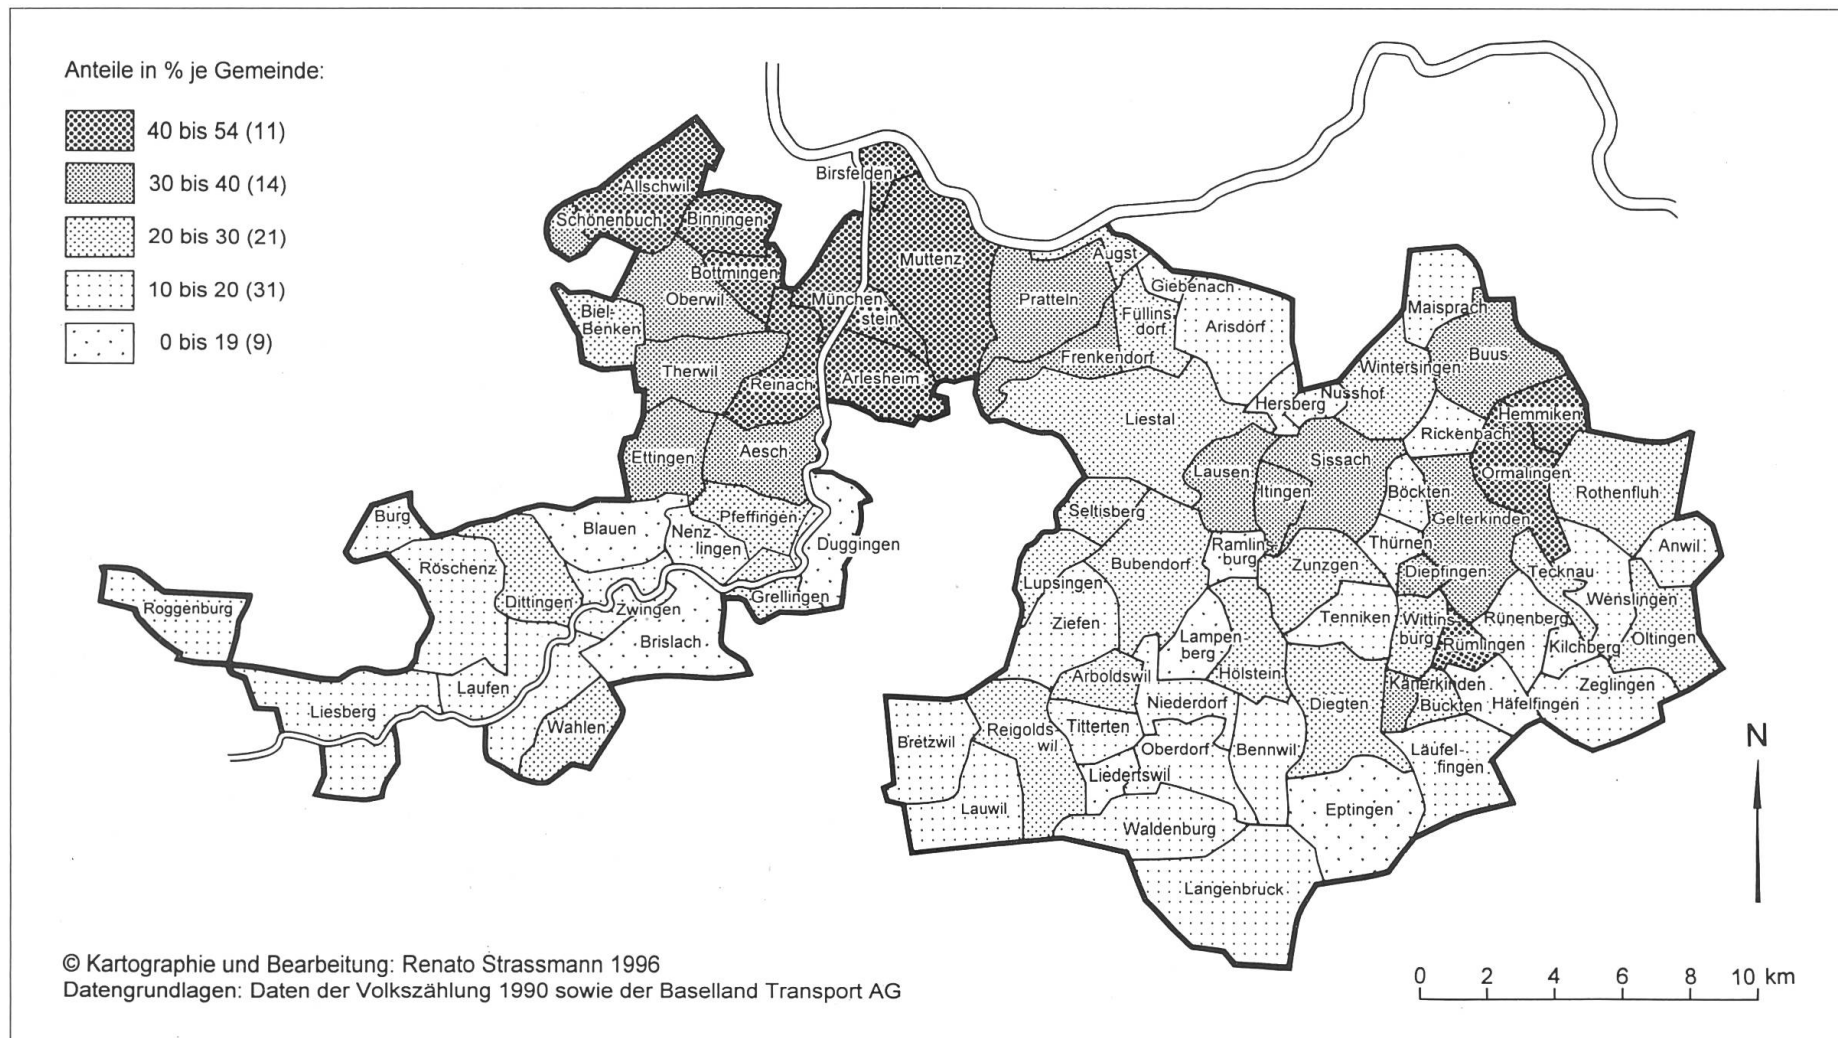 Anteile in % je Gemeinde:
40 bis 54 (11)
30 bis 40 (14)
20 bis 30 (21)
10 bis 20 (31)
0 bis 19 (9)
Allschwil
Schönenbuch
Binningen
Birsfelden
Bottmingen
Oberwil
Biel-
Benken
München
stein
Muttenz
Therwil
Reinach
Arlesheim
Ettingen
Aesch
Pratteln
Augst
Giebenach
Füllins
dorf
Arisdorf
Frenkendorf
Liestal
Hersberg
Nusshof
Wintersingen
Maisprach
Buus
Hemmiken
Rickenbach
Ormalingen
Rothenfluh
Lausen
Itingen
Sissach
Böckten
Gelterkinden
Thürnen
Anwil
Burg
Blauen
Nenz
lingen
Pfeffingen
Duggingen
Röschenz
Dittingen
Zwingen
Grellingen
Roggenburg
Brislach
Laufen
Liesberg
Wahlen
Seltisberg
Bubendorf
Ramlins
burg
Zunzgen
Diepflingen
Tecknau
Wenslingen
Lupsingen
Ziefen
Lampen
berg
Tenniken
Wittins
burg
Rünenberg
Rümlingen
Kilchberg
Oltingen
Arboldswil
Hölstein
Känerkinden
Buckten
Häfelfingen
Zeglingen
Niederdorf
Diegten
Bretzwil
Reigolds
wil
Titterten
Oberdorf
Bennwil
Läufel-
fingen
Liedertswil
Lauwil
Waldenburg
Eptingen
Langenbruck
N
0 2 4 6 8 10 km
© Kartographie und Bearbeitung: Renato Strassmann 1996
Datengrundlagen: Daten der Volkszählung 1990 sowie der Baselland Transport AG